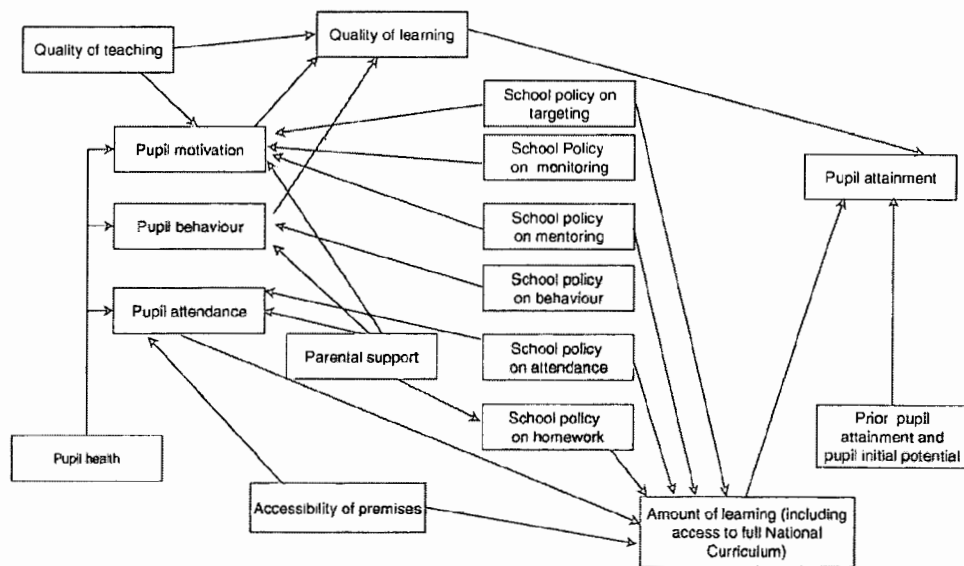 Quality of teaching
Quality of learning
School policy on
targeting
Pupil motivation
School Policy
on monitoring
Pupil attainment
Pupil behaviour
School policy
on mentoring
School policy
on behaviour
Pupil attendance
Parental support
School policy
on attendance
School policy
on homework
Prior pupil
attainment and
pupil initial potential
Pupil health
Accessibility of premises
Amount of learning (including
access to full National
Curriculum)